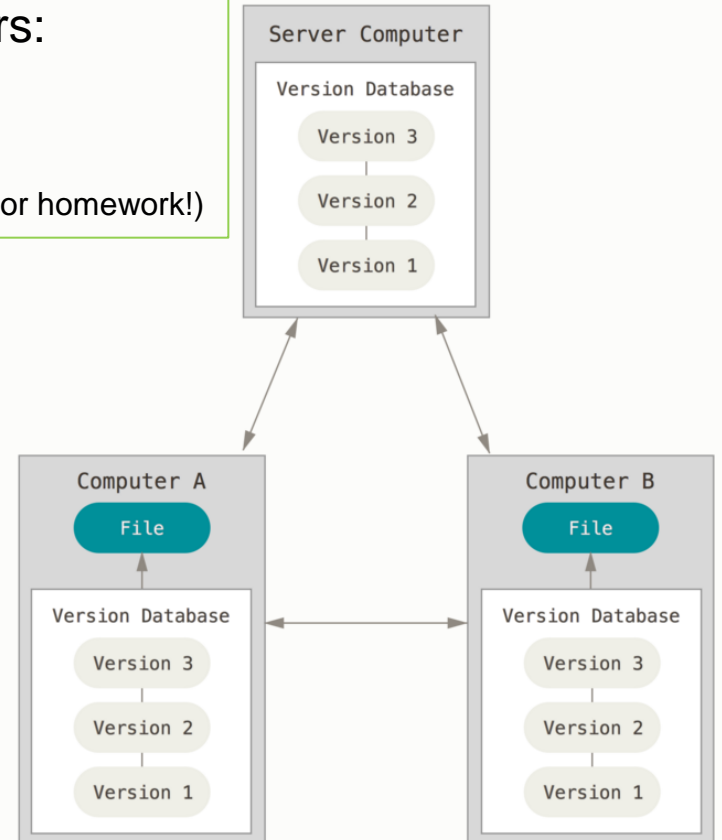 rs:
or homework!)
Server Computer
Version Database
Version 3
Version 2
Version 1
Computer A
File
Version Database
Version 3
Version 2
Version 1
Computer B
File
Version Database
Version 3
Version 2
Version 1